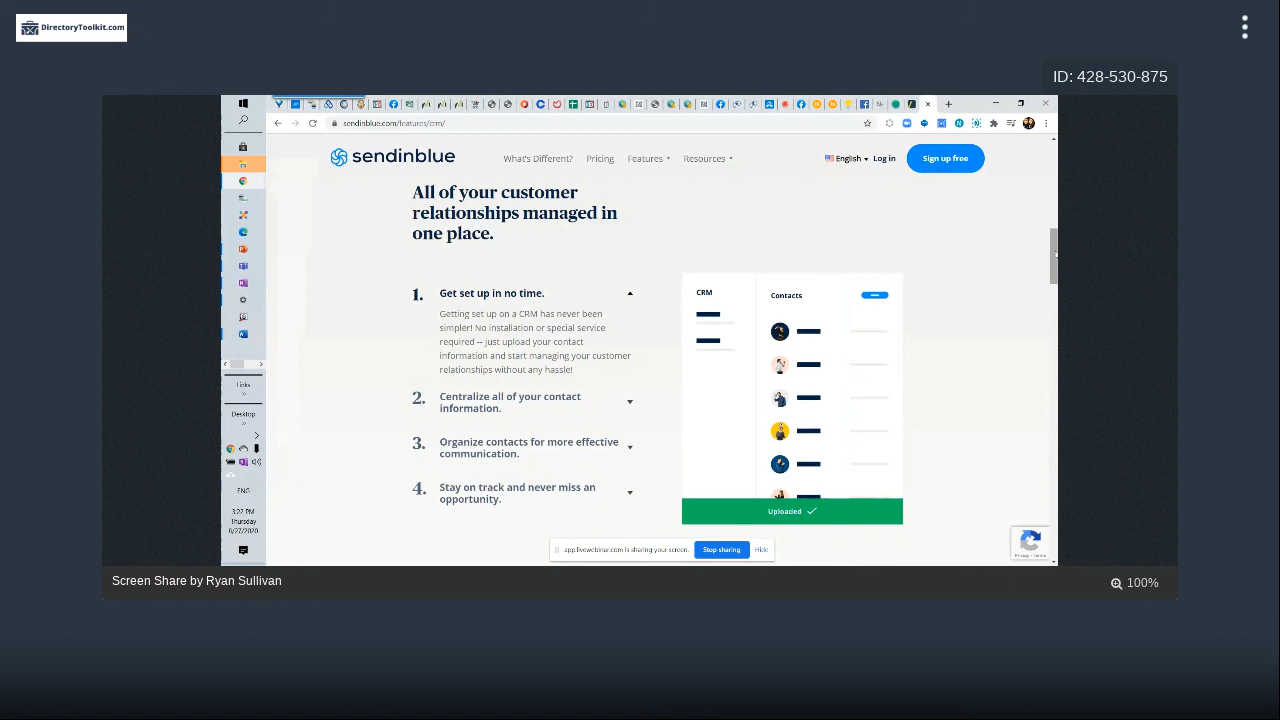 DirectoryToolkit.com
ID: 428-530-875
sendinblue.com/features/crm/
sendinblue
What's Different?
Pricing
Features
Resources
English
Log in
Sign up free
All of your customer
relationships managed in
one place.
1.
Get set up in no time.
Getting set up on a CRM has never been
simpler! No installation or special service
required -- just upload your contact
information and start managing your customer
relationships without any hassle!
2.
Centralize all of your contact
information.
3.
Organize contacts for more effective
communication.
4.
Stay on track and never miss an
opportunity.
CRM
Contacts
Uploaded
Links
Desktop
ENG
3:22 PM
Thursday
8/27/2020
app.livewebinar.com is sharing your screen.
Stop sharing
Hide
Privacy - Terms
Screen Share by Ryan Sullivan
100%